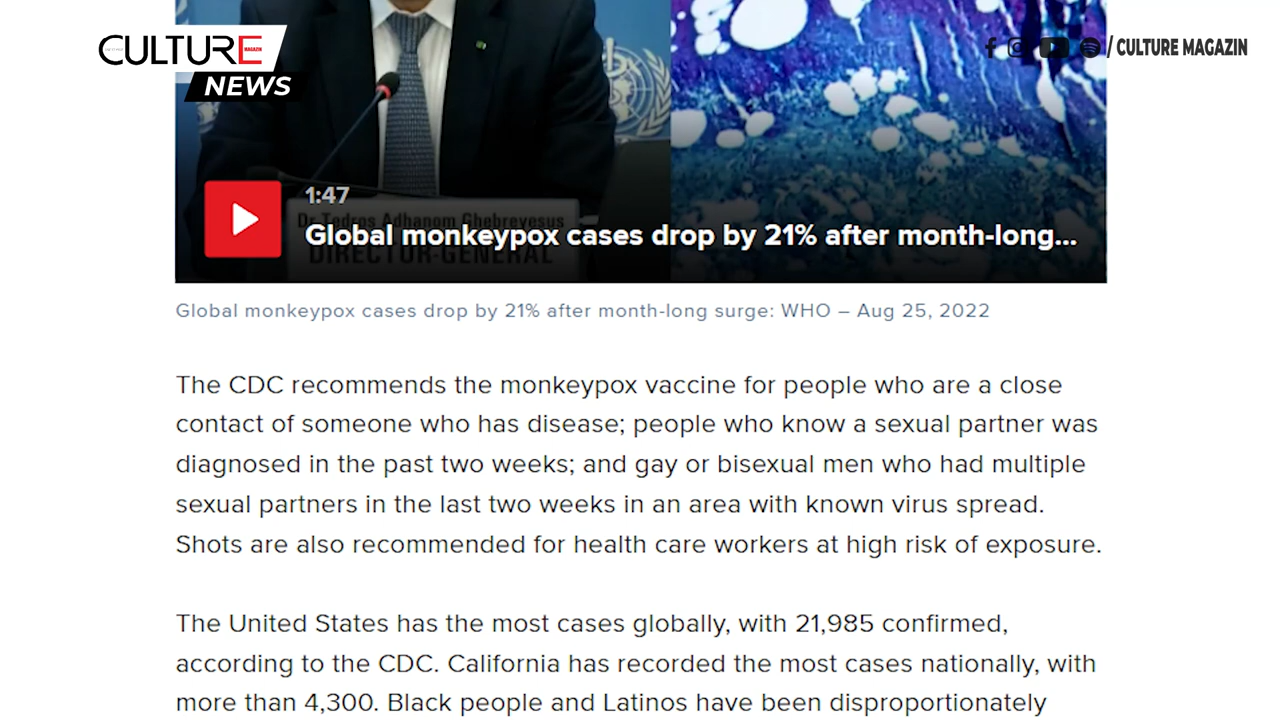 CULTURE
MAGAZIN
NEWS
/ CULTURE MAGAZIN
1:47
Dr Tedros Adhanom Ghebreyesus
DIRECTOR-GENERAL
Global monkeypox cases drop by 21% after month-long...
Global monkeypox cases drop by 21% after month-long surge: WHO – Aug 25, 2022
The CDC recommends the monkeypox vaccine for people who are a close
contact of someone who has disease; people who know a sexual partner was
diagnosed in the past two weeks; and gay or bisexual men who had multiple
sexual partners in the last two weeks in an area with known virus spread.
Shots are also recommended for health care workers at high risk of exposure.
The United States has the most cases globally, with 21,985 confirmed,
according to the CDC. California has recorded the most cases nationally, with
more than 4,300. Black people and Latinos have been disproportionately